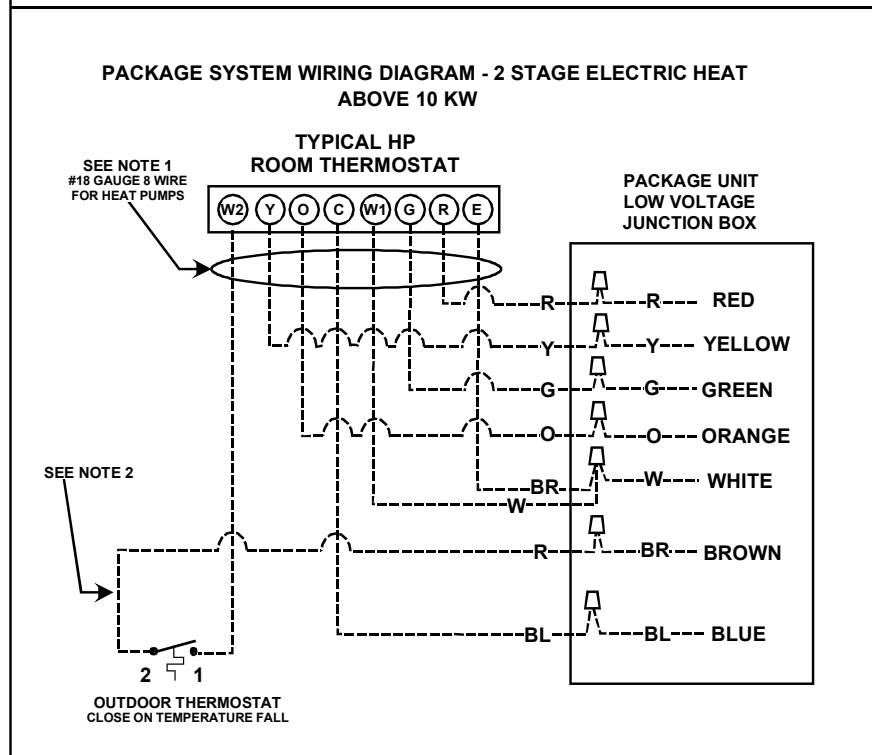 PACKAGE SYSTEM WIRING DIAGRAM - 2 STAGE ELECTRIC HEAT
ABOVE 10 KW
TYPICAL HP
ROOM THERMOSTAT
SEE NOTE 1
#18 GAUGE 8 WIRE
FOR HEAT PUMPS
W2 Y O C W1 G R E
PACKAGE UNIT
LOW VOLTAGE
JUNCTION BOX
R R RED
Y Y YELLOW
G G GREEN
O O ORANGE
BR W WHITE
W
SEE NOTE 2
R BR BROWN
BL BL BLUE
2 1
OUTDOOR THERMOSTAT
CLOSE ON TEMPERATURE FALL